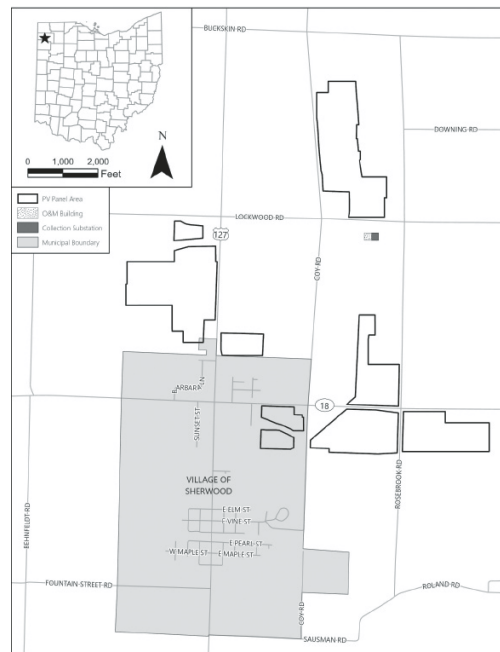 BUCKSKIN RD
DOWNING RD
N
0 1,000 2,000
Feet
PV Panel Area
O&M Building
Collection Substation
Municipal Boundary
LOCKWOOD RD
127
COY RD
BARBARA LN
18
SUNSET ST
ROSEBROOK RD
VILLAGE OF
SHERWOOD
BEHNFELDT RD
E ELM ST
E VINE ST
E PEARL ST
W MAPLE ST
E MAPLE ST
FOUNTAIN STREET RD
COY RD
ROLAND RD
SAUSMAN RD